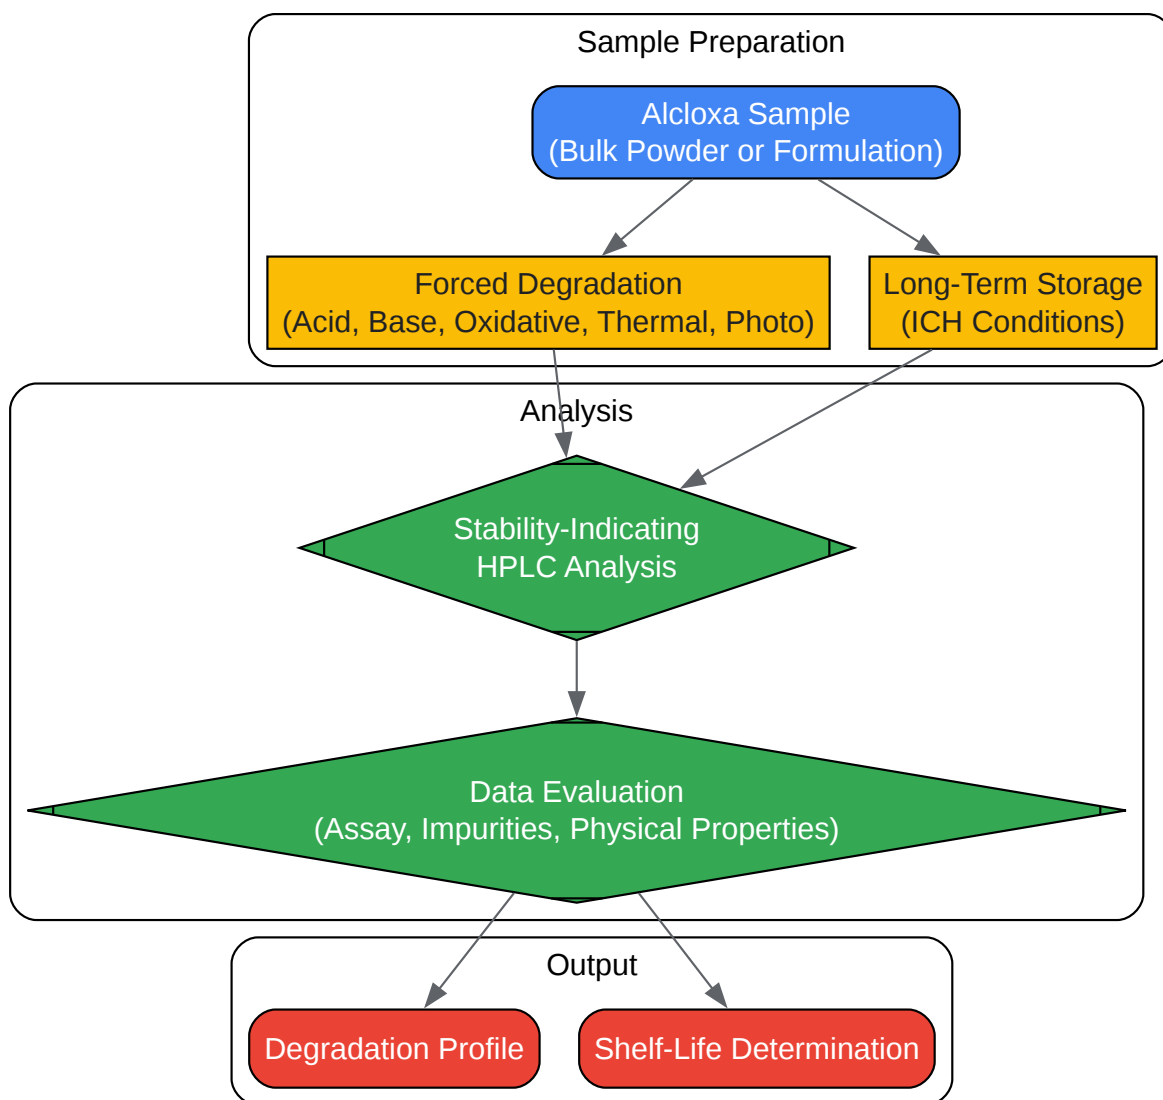 Sample Preparation
Alcloxa Sample
(Bulk Powder or Formulation)
Forced Degradation
(Acid, Base, Oxidative, Thermal, Photo)
Long-Term Storage
(ICH Conditions)
Analysis
Stability-Indicating
HPLC Analysis
Data Evaluation
(Assay, Impurities, Physical Properties)
Output
Degradation Profile
Shelf-Life Determination